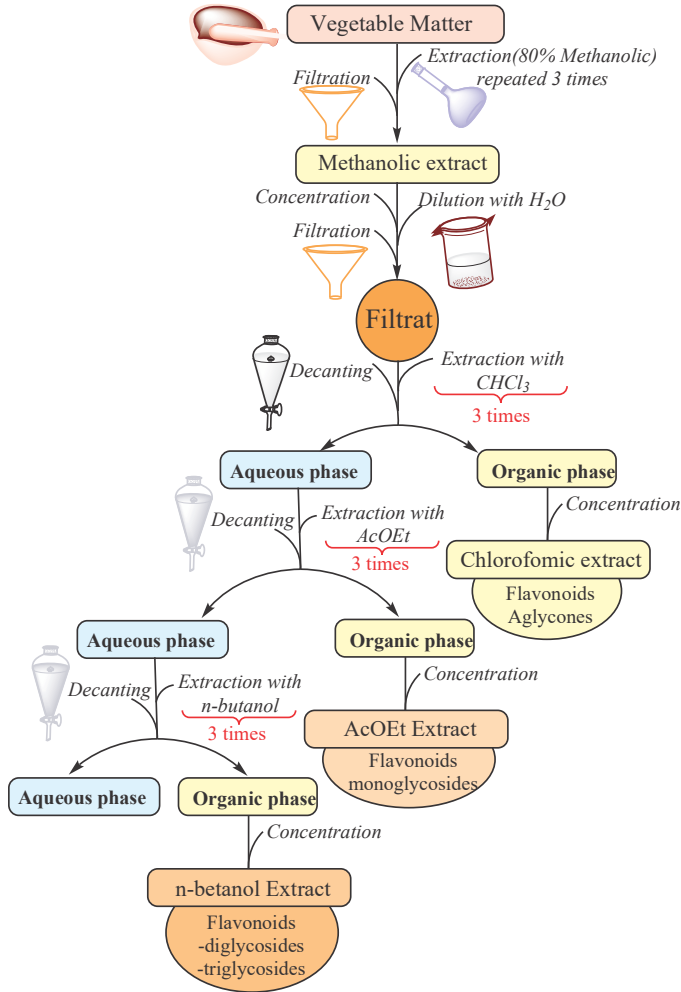 Vegetable Matter
Extraction(80% Methanolic)
repeated 3 times
Filtration
Methanolic extract
Concentration
Dilution with H₂O
Filtration
Filtrat
Decanting
Extraction with
CHCl₃
3 times
Aqueous phase
Organic phase
Concentration
Decanting
Extraction with
AcOEt
3 times
Chlorofomic extract
Flavonoids
Aglycones
Aqueous phase
Organic phase
Concentration
Decanting
Extraction with
n-butanol
3 times
AcOEt Extract
Flavonoids
monoglycosides
Aqueous phase
Organic phase
Concentration
n-betanol Extract
Flavonoids
-diglycosides
-triglycosides